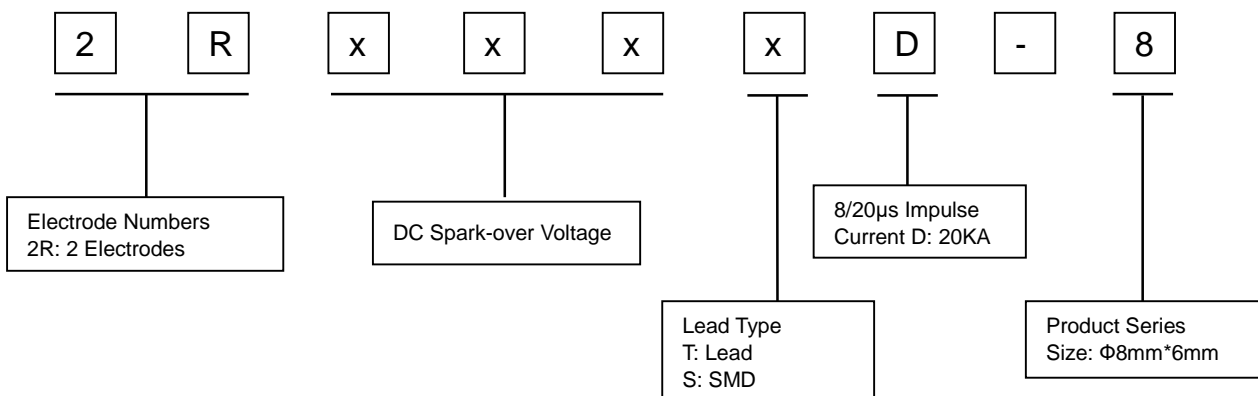 2 R x x x x D - 8
Electrode Numbers
2R: 2 Electrodes
DC Spark-over Voltage
8/20µs Impulse
Current D: 20KA
Lead Type
T: Lead
S: SMD
Product Series
Size: Φ8mm*6mm